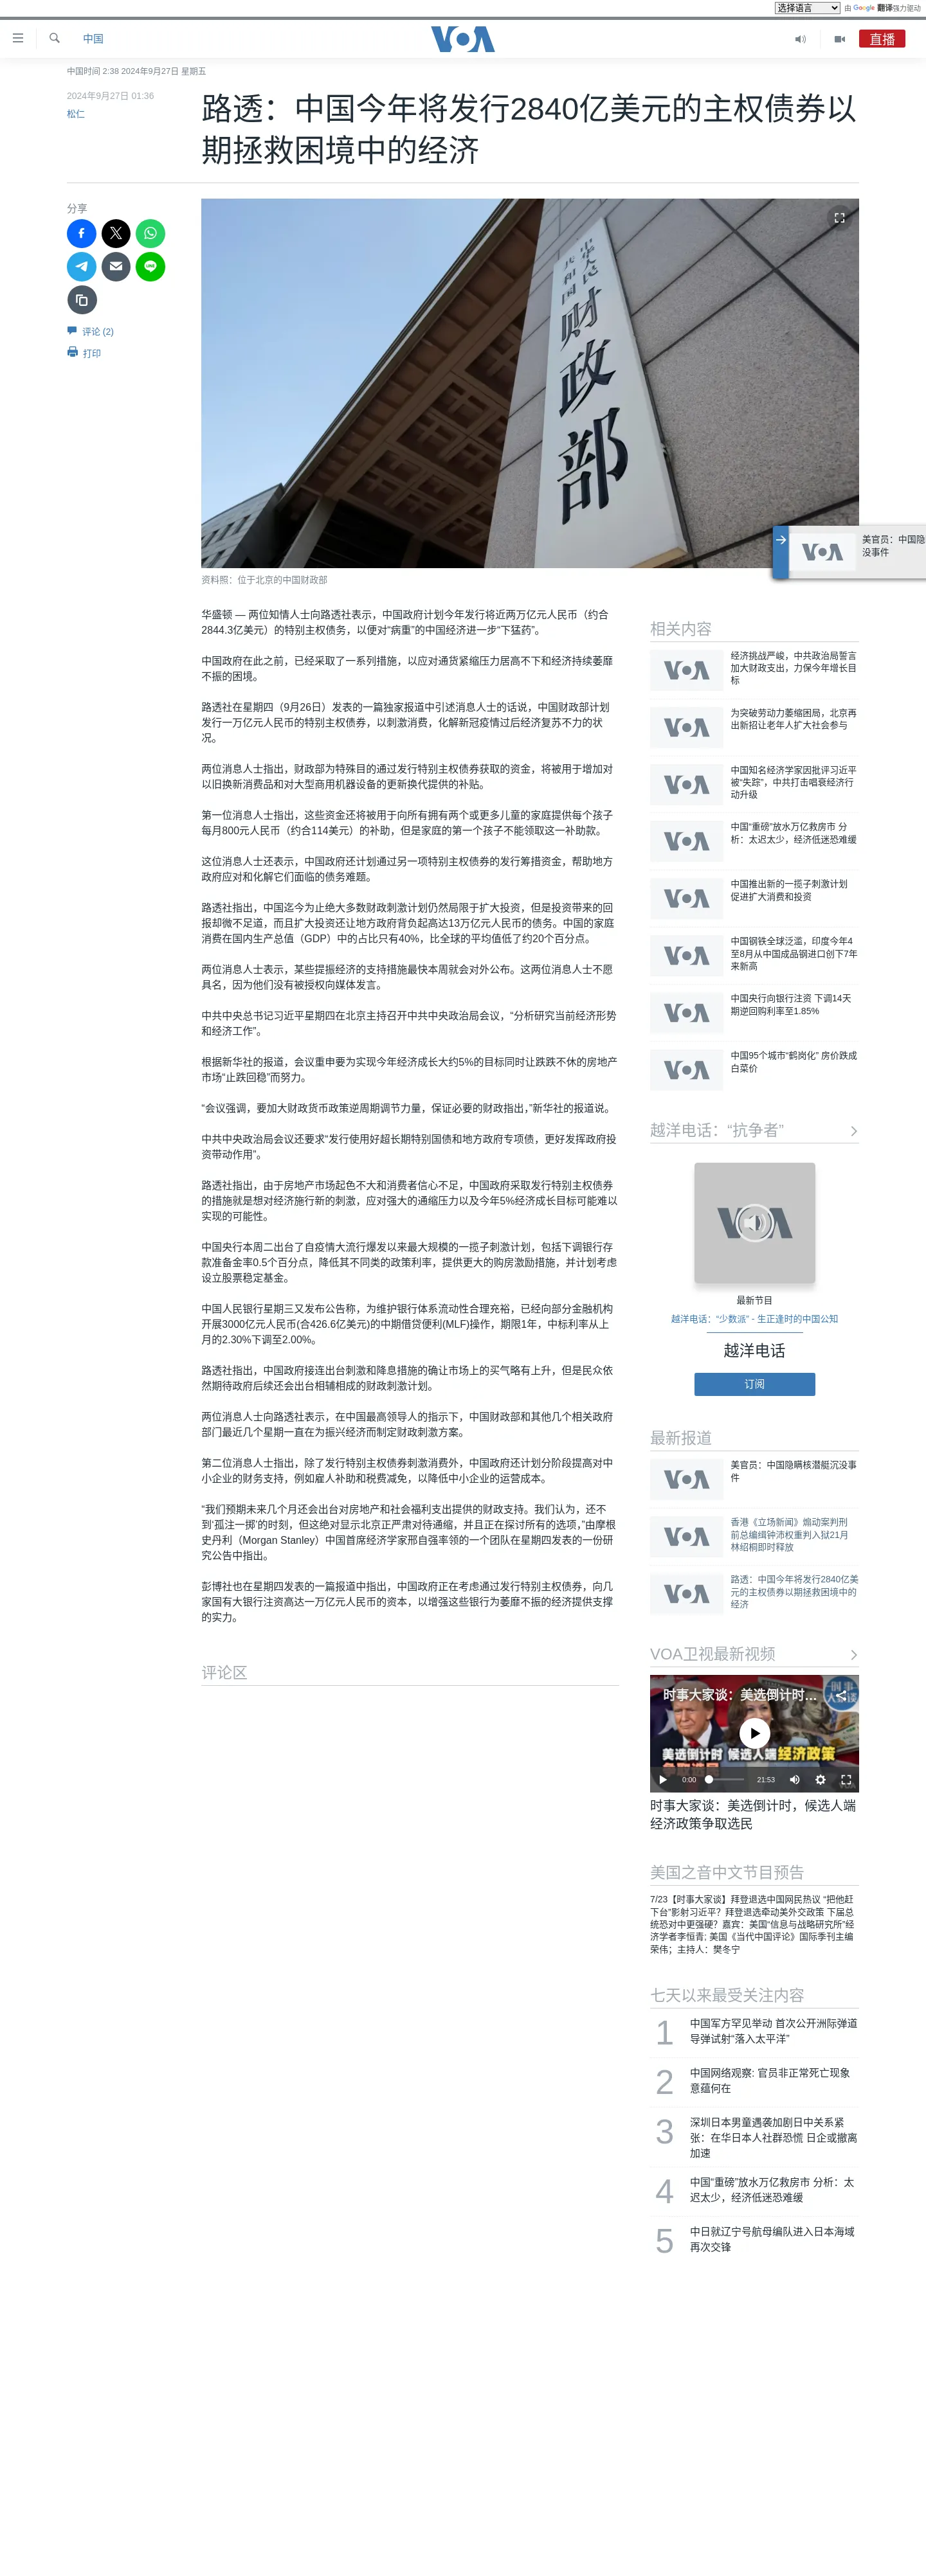 选择语言
由 Google 翻译强力驱动
中国
VOA
直播
中国时间 2:38 2024年9月27日 星期五
2024年9月27日 01:36
松仁
路透：中国今年将发行2840亿美元的主权债券以
期拯救困境中的经济
分享
评论 (2)
打印
中华人民
共和国
财政部
资料照：位于北京的中国财政部
美官员：中国隐
没事件
华盛顿 — 两位知情人士向路透社表示，中国政府计划今年发行将近两万亿元人民币（约合
2844.3亿美元）的特别主权债务，以便对“病重”的中国经济进一步“下猛药”。
中国政府在此之前，已经采取了一系列措施，以应对通货紧缩压力居高不下和经济持续萎靡
不振的困境。
路透社在星期四（9月26日）发表的一篇独家报道中引述消息人士的话说，中国财政部计划
发行一万亿元人民币的特别主权债券，以刺激消费，化解新冠疫情过后经济复苏不力的状
况。
两位消息人士指出，财政部为特殊目的通过发行特别主权债券获取的资金，将被用于增加对
以旧换新消费品和对大型商用机器设备的更新换代提供的补贴。
第一位消息人士指出，这些资金还将被用于向所有拥有两个或更多儿童的家庭提供每个孩子
每月800元人民币（约合114美元）的补助，但是家庭的第一个孩子不能领取这一补助款。
这位消息人士还表示，中国政府还计划通过另一项特别主权债券的发行筹措资金，帮助地方
政府应对和化解它们面临的债务难题。
路透社指出，中国迄今为止绝大多数财政刺激计划仍然局限于扩大投资，但是投资带来的回
报却微不足道，而且扩大投资还让地方政府背负起高达13万亿元人民币的债务。中国的家庭
消费在国内生产总值（GDP）中的占比只有40%，比全球的平均值低了约20个百分点。
两位消息人士表示，某些提振经济的支持措施最快本周就会对外公布。这两位消息人士不愿
具名，因为他们没有被授权向媒体发言。
中共中央总书记习近平星期四在北京主持召开中共中央政治局会议，“分析研究当前经济形势
和经济工作”。
根据新华社的报道，会议重申要为实现今年经济成长大约5%的目标同时让跌跌不休的房地产
市场“止跌回稳”而努力。
“会议强调，要加大财政货币政策逆周期调节力量，保证必要的财政指出，”新华社的报道说。
中共中央政治局会议还要求“发行使用好超长期特别国债和地方政府专项债，更好发挥政府投
资带动作用”。
路透社指出，由于房地产市场起色不大和消费者信心不足，中国政府采取发行特别主权债券
的措施就是想对经济施行新的刺激，应对强大的通缩压力以及今年5%经济成长目标可能难以
实现的可能性。
中国央行本周二出台了自疫情大流行爆发以来最大规模的一揽子刺激计划，包括下调银行存
款准备金率0.5个百分点，降低其不同类的政策利率，提供更大的购房激励措施，并计划考虑
设立股票稳定基金。
中国人民银行星期三又发布公告称，为维护银行体系流动性合理充裕，已经向部分金融机构
开展3000亿元人民币(合426.6亿美元)的中期借贷便利(MLF)操作，期限1年，中标利率从上
月的2.30%下调至2.00%。
路透社指出，中国政府接连出台刺激和降息措施的确让市场上的买气略有上升，但是民众依
然期待政府后续还会出台相辅相成的财政刺激计划。
两位消息人士向路透社表示，在中国最高领导人的指示下，中国财政部和其他几个相关政府
部门最近几个星期一直在为振兴经济而制定财政刺激方案。
第二位消息人士指出，除了发行特别主权债券刺激消费外，中国政府还计划分阶段提高对中
小企业的财务支持，例如雇人补助和税费减免，以降低中小企业的运营成本。
“我们预期未来几个月还会出台对房地产和社会福利支出提供的财政支持。我们认为，还不
到‘孤注一掷’的时刻，但这绝对显示北京正严肃对待通缩，并且正在探讨所有的选项，”由摩根
史丹利（Morgan Stanley）中国首席经济学家邢自强率领的一个团队在星期四发表的一份研
究公告中指出。
彭博社也在星期四发表的一篇报道中指出，中国政府正在考虑通过发行特别主权债券，向几
家国有大银行注资高达一万亿元人民币的资本，以增强这些银行为萎靡不振的经济提供支撑
的实力。
评论区
相关内容
经济挑战严峻，中共政治局誓言
加大财政支出，力保今年增长目
标
为突破劳动力萎缩困局，北京再
出新招让老年人扩大社会参与
中国知名经济学家因批评习近平
被“失踪”，中共打击唱衰经济行
动升级
中国“重磅”放水万亿救房市 分
析：太迟太少，经济低迷恐难缓
中国推出新的一揽子刺激计划
促进扩大消费和投资
中国钢铁全球泛滥，印度今年4
至8月从中国成品钢进口创下7年
来新高
中国央行向银行注资 下调14天
期逆回购利率至1.85%
中国95个城市“鹤岗化” 房价跌成
白菜价
越洋电话：“抗争者”
最新节目
越洋电话：“少数派” - 生正逢时的中国公知
越洋电话
订阅
最新报道
美官员：中国隐瞒核潜艇沉没事
件
香港《立场新闻》煽动案判刑
前总编缉钟沛权重判入狱21月
林绍桐即时释放
路透：中国今年将发行2840亿美
元的主权债券以期拯救困境中的
经济
VOA卫视最新视频
时事大家谈：美选倒计时...
美选倒计时 候选人端经济政策
争取选民
0:00
21:53
时事大家谈：美选倒计时，候选人端
经济政策争取选民
美国之音中文节目预告
7/23【时事大家谈】拜登退选中国网民热议 “把他赶
下台”影射习近平？拜登退选牵动美外交政策 下届总
统恐对中更强硬？嘉宾：美国“信息与战略研究所”经
济学者李恒青; 美国《当代中国评论》国际季刊主编
荣伟；主持人：樊冬宁
七天以来最受关注内容
1 中国军方罕见举动 首次公开洲际弹道
导弹试射“落入太平洋”
2 中国网络观察: 官员非正常死亡现象
意蕴何在
3 深圳日本男童遇袭加剧日中关系紧
张：在华日本人社群恐慌 日企或撤离
加速
4 中国“重磅”放水万亿救房市 分析：太
迟太少，经济低迷恐难缓
5 中日就辽宁号航母编队进入日本海域
再次交锋